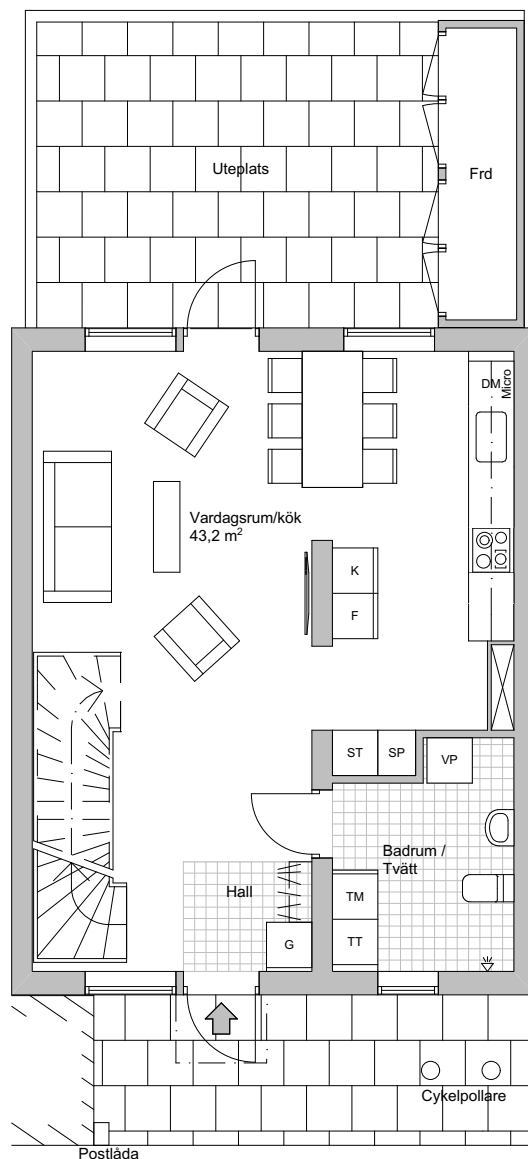 Uteplats
Frd
DM
Micro
Vardagsrum/kök
43,2 m²
K
F
ST
SP
VP
Badrum /
Tvätt
Hall
TM
G
TT
Cykelpollare
Postlåda